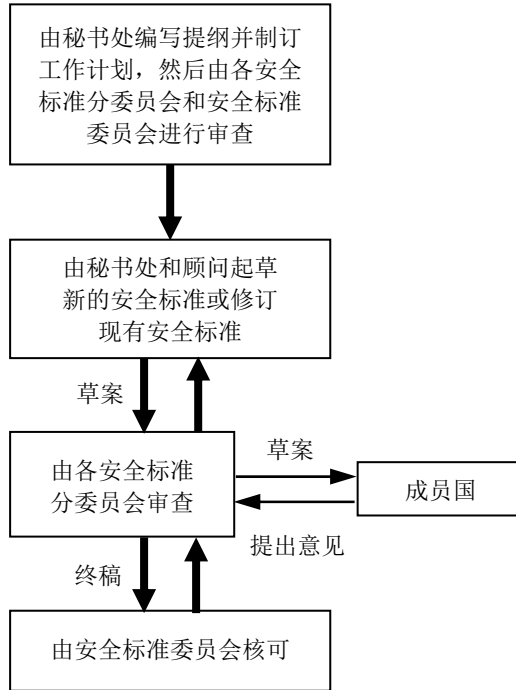 由秘书处编写提纲并制订
工作计划，然后由各安全
标准分委员会和安全标准
委员会进行审查
由秘书处和顾问起草
新的安全标准或修订
现有安全标准
草案
草案
由各安全标准
分委员会审查
成员国
提出意见
终稿
由安全标准委员会核可